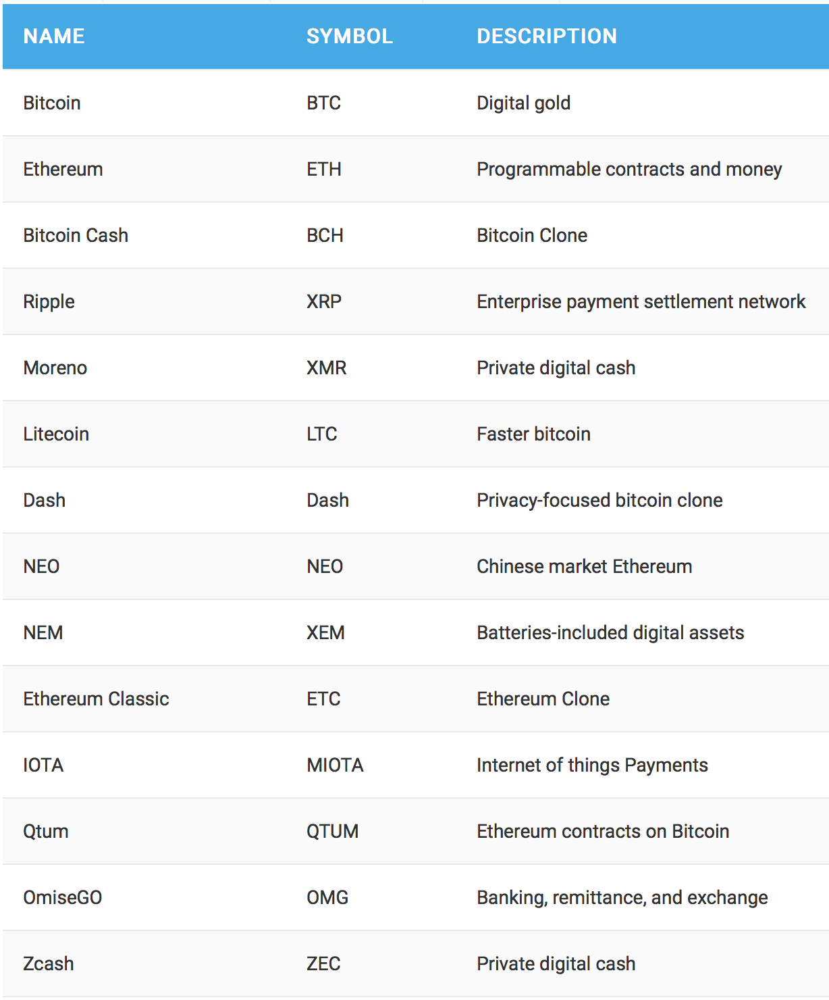 NAME SYMBOL DESCRIPTION
Bitcoin BTC Digital gold
Ethereum ETH Programmable contracts and money
Bitcoin Cash BCH Bitcoin Clone
Ripple XRP Enterprise payment settlement network
Moreno XMR Private digital cash
Litecoin LTC Faster bitcoin
Dash Dash Privacy-focused bitcoin clone
NEO NEO Chinese market Ethereum
NEM XEM Batteries-included digital assets
Ethereum Classic ETC Ethereum Clone
IOTA MIOTA Internet of things Payments
Qtum QTUM Ethereum contracts on Bitcoin
OmiseGO OMG Banking, remittance, and exchange
Zcash ZEC Private digital cash